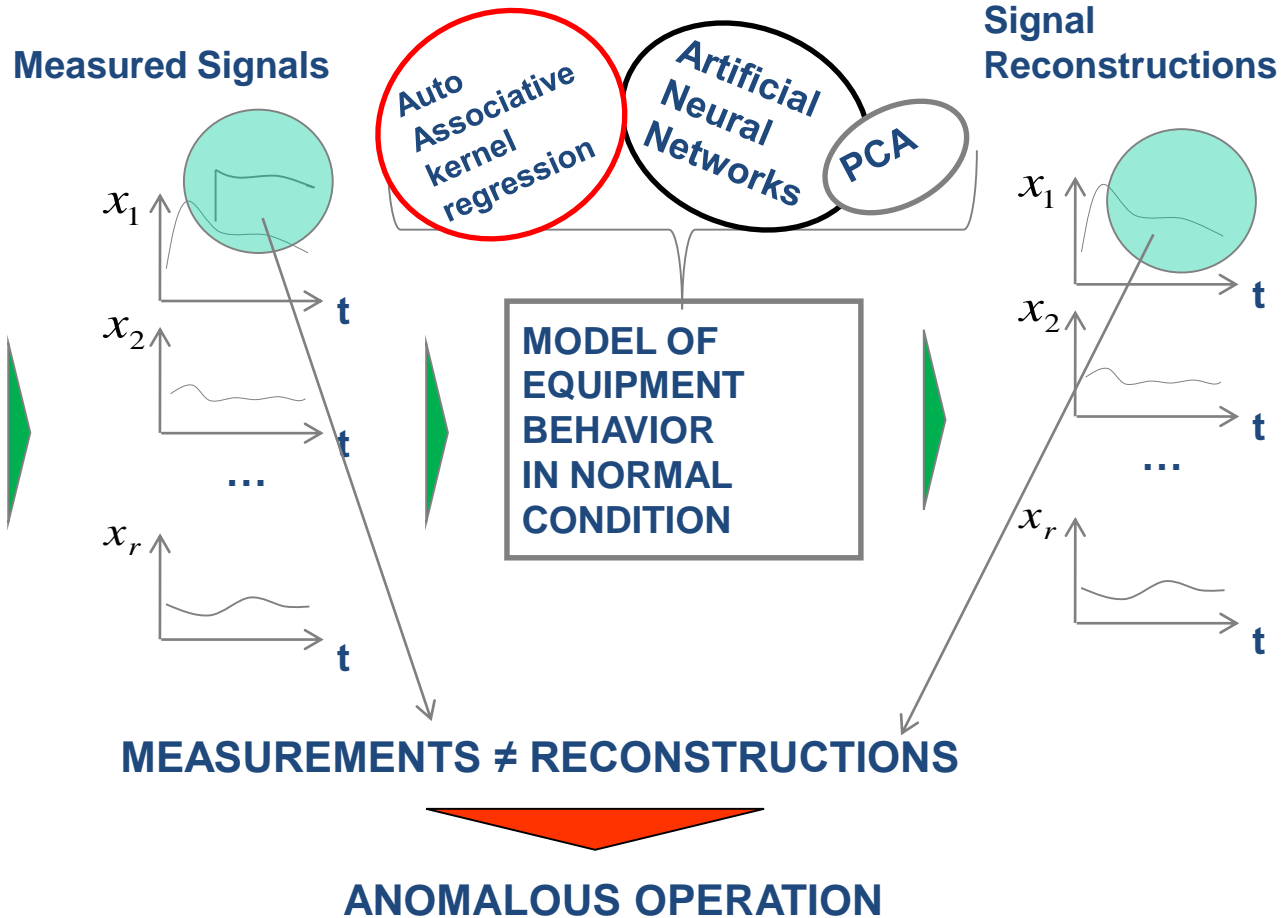 Measured Signals
Auto
Associative
kernel
regression
Artificial
Neural
Networks
PCA
Signal
Reconstructions
x₁
t
x₂
t
...
xᵣ
t
MODEL OF
EQUIPMENT
BEHAVIOR
IN NORMAL
CONDITION
x₁
t
x₂
t
...
xᵣ
t
MEASUREMENTS ≠ RECONSTRUCTIONS
ANOMALOUS OPERATION